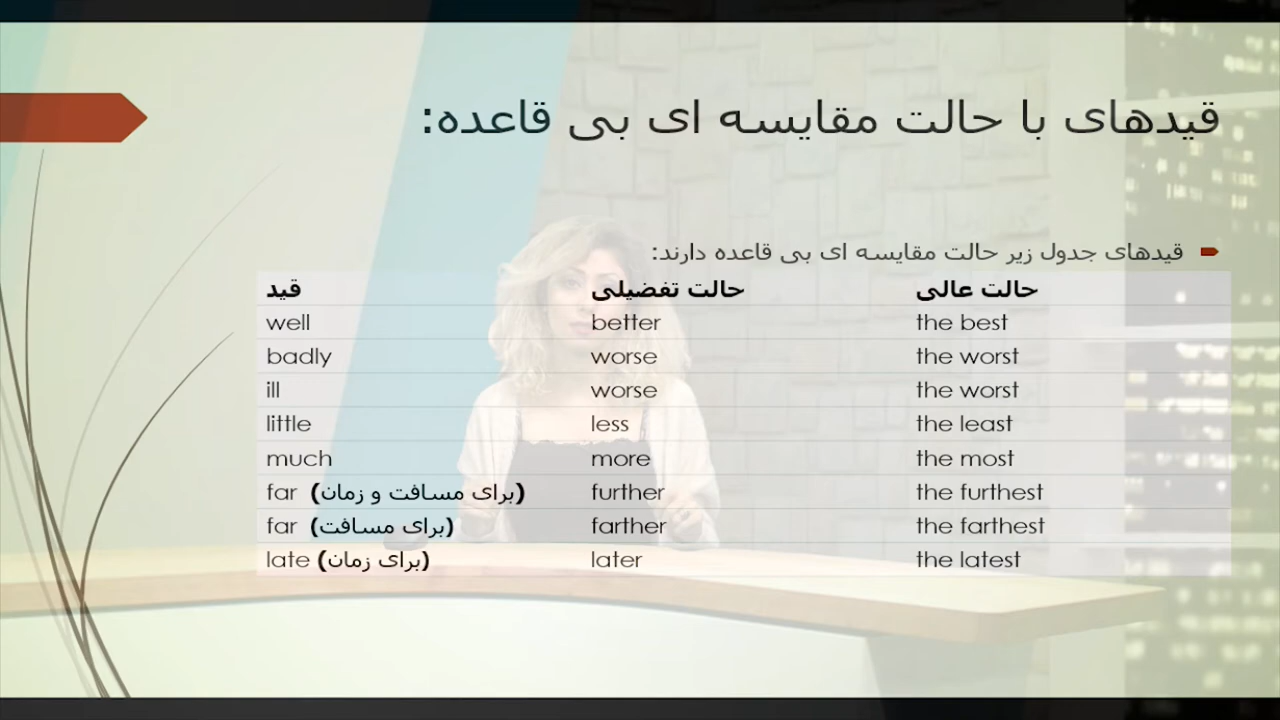 قیدهای با حالت مقایسه ای بی قاعده:
قیدهای جدول زیر حالت مقایسه ای بی قاعده دارند:
قید حالت تفضیلی حالت عالی
well better the best
badly worse the worst
ill worse the worst
little less the least
much more the most
far (برای مسافت و زمان) further the furthest
far (برای مسافت) farther the farthest
late (برای زمان) later the latest